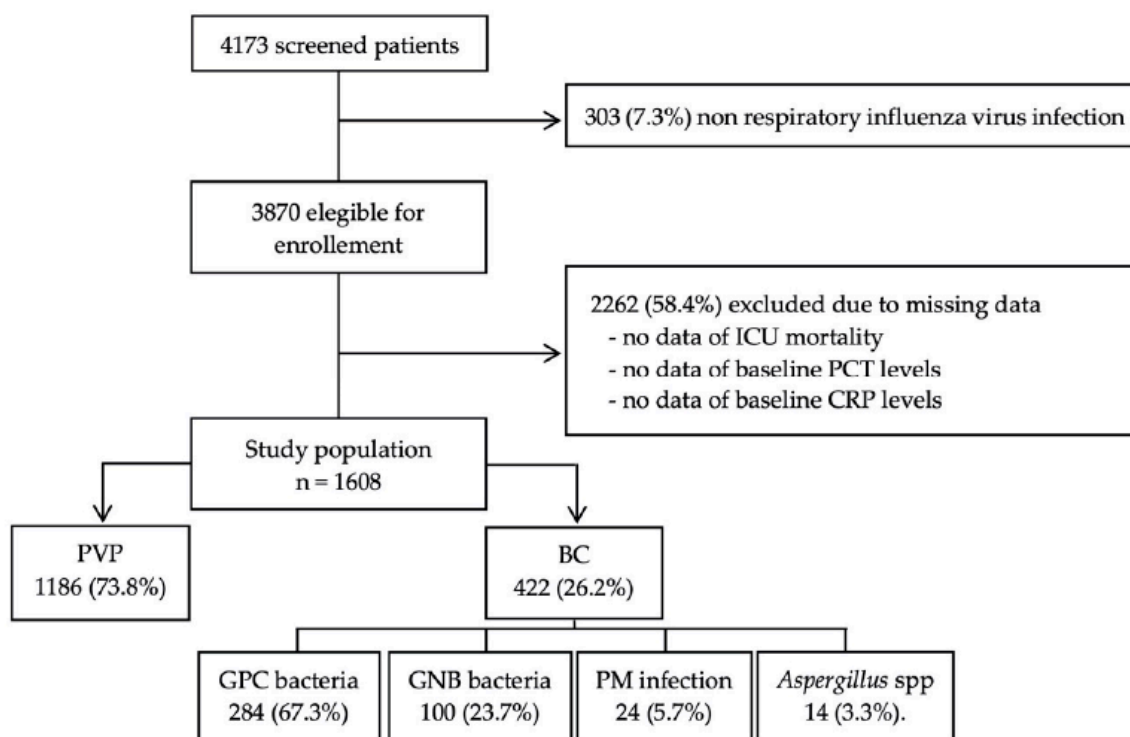 4173 screened patients
303 (7.3%) non respiratory influenza virus infection
3870 elegible for
enrollement
2262 (58.4%) excluded due to missing data
- no data of ICU mortality
- no data of baseline PCT levels
- no data of baseline CRP levels
Study population
n = 1608
PVP
1186 (73.8%)
BC
422 (26.2%)
GPC bacteria
284 (67.3%)
GNB bacteria
100 (23.7%)
PM infection
24 (5.7%)
Aspergillus spp
14 (3.3%).